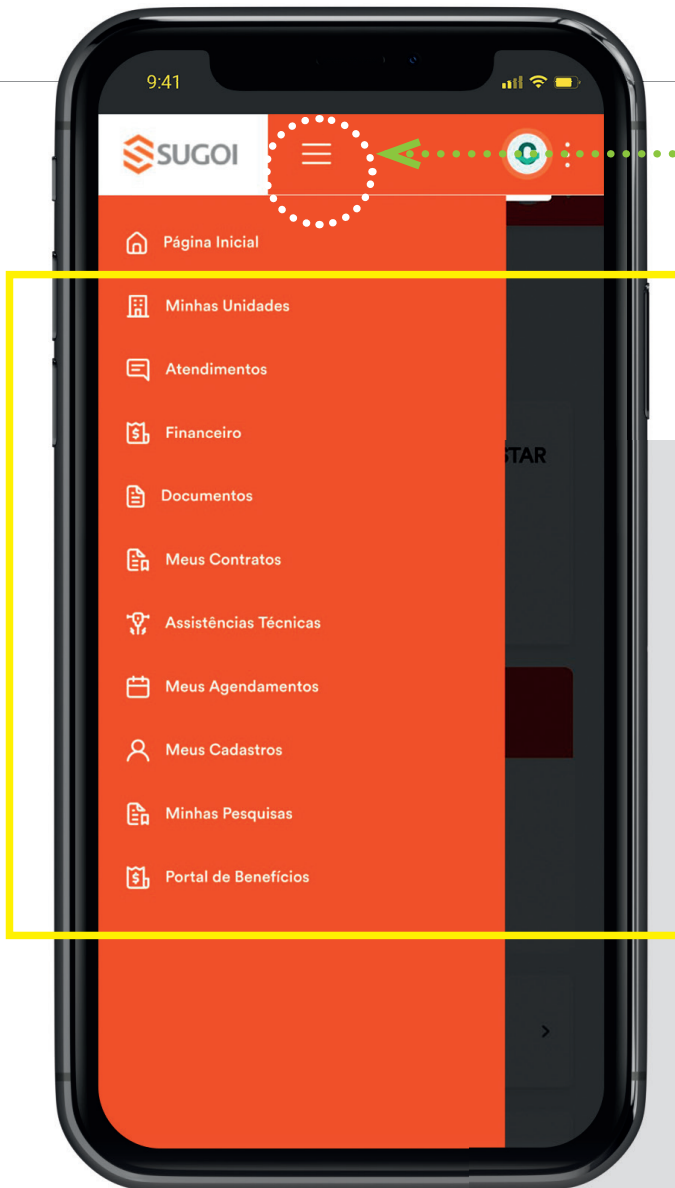 9:41
SUGOI
Página Inicial
Minhas Unidades
Atendimentos
Financeiro
STAR
Documentos
Meus Contratos
Assistências Técnicas
Meus Agendamentos
Meus Cadastros
Minhas Pesquisas
Portal de Benefícios